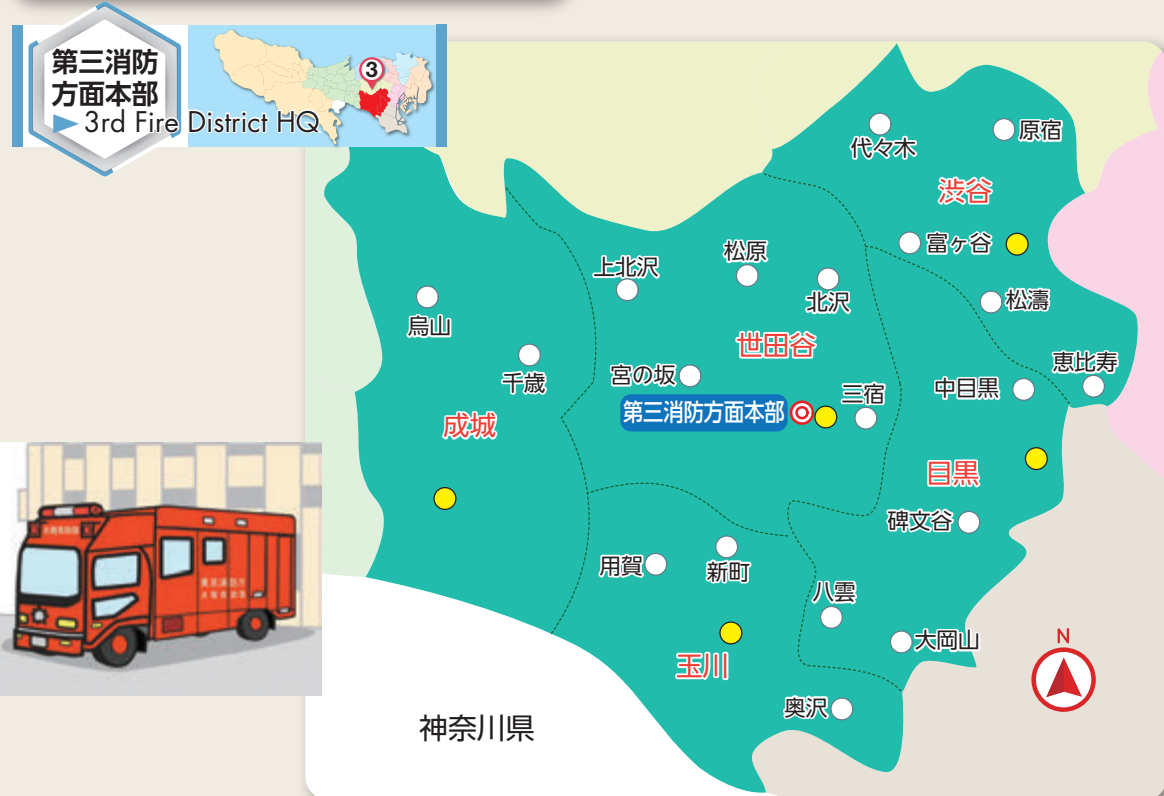 第三消防
方面本部
3rd Fire District HQ
3
代々木
原宿
渋谷
富ヶ谷
松濤
恵比寿
上北沢
松原
北沢
世田谷
宮の坂
第三消防方面本部
三宿
中目黒
目黒
碑文谷
烏山
千歳
成城
用賀
新町
八雲
大岡山
玉川
奥沢
神奈川県
N